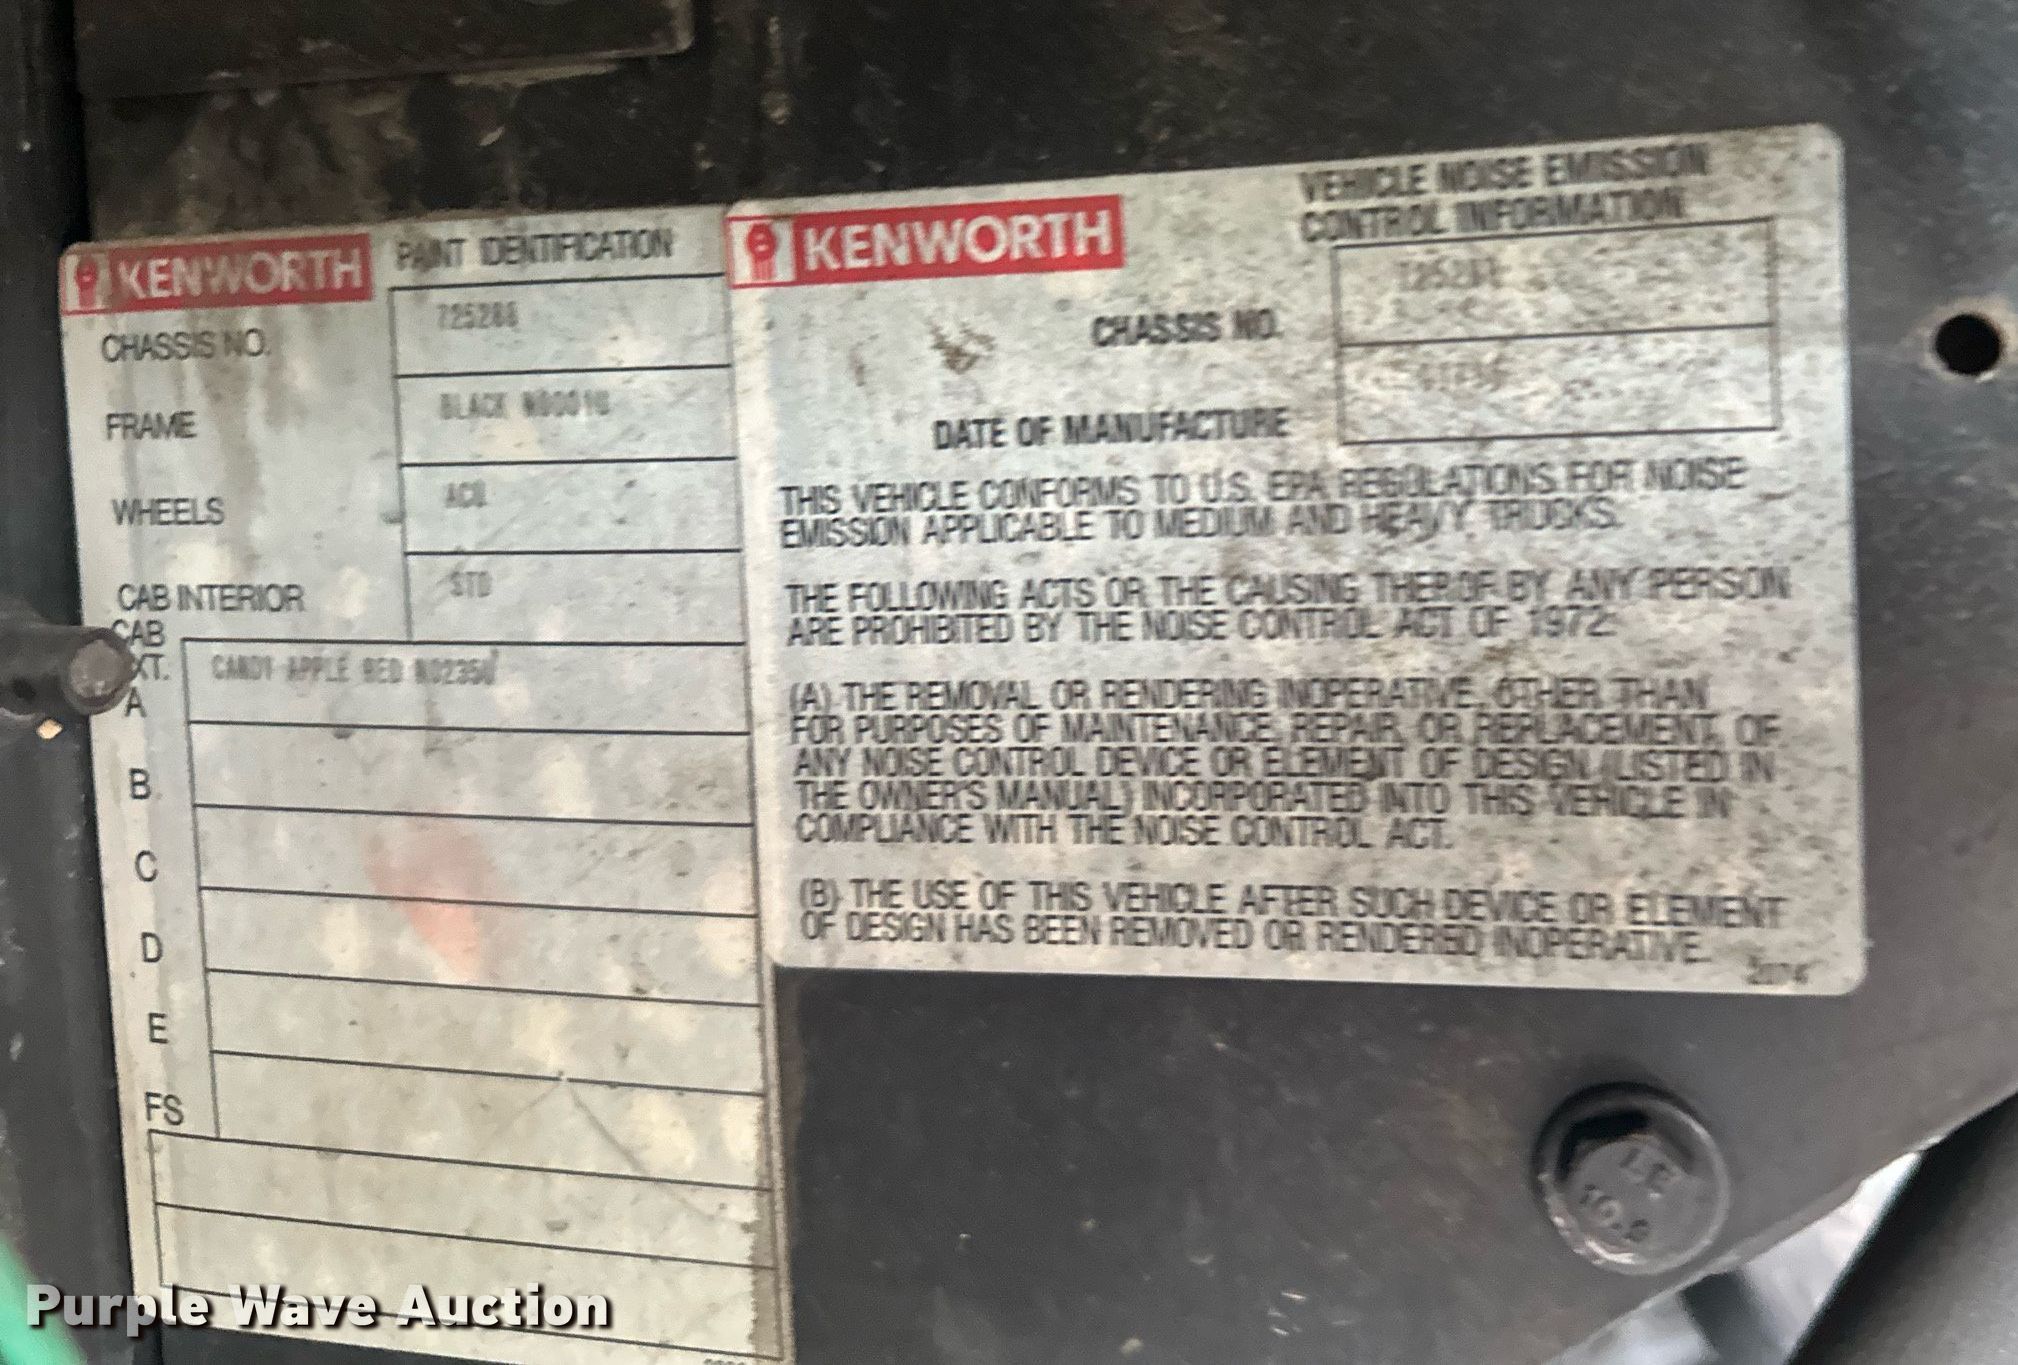 KENWORTH
PAINT IDENTIFICATION
CHASSIS NO.
725288
FRAME
BLACK N0001U
WHEELS
CAB INTERIOR
STD
CAB
XT.
A
CANDY APPLE RED N0235U
B
C
D
E
FS
KENWORTH
VEHICLE NOISE EMISSION
CONTROL INFORMATION
CHASSIS NO.
DATE OF MANUFACTURE
THIS VEHICLE CONFORMS TO U.S. EPA REGULATIONS FOR NOISE
EMISSION APPLICABLE TO MEDIUM AND HEAVY TRUCKS.
THE FOLLOWING ACTS OR THE CAUSING THEROF BY ANY PERSON
ARE PROHIBITED BY THE NOISE CONTROL ACT OF 1972:
(A) THE REMOVAL OR RENDERING INOPERATIVE, OTHER THAN
FOR PURPOSES OF MAINTENANCE, REPAIR, OR REPLACEMENT, OF
ANY NOISE CONTROL DEVICE OR ELEMENT OF DESIGN (LISTED IN
THE OWNER'S MANUAL) INCORPORATED INTO THIS VEHICLE IN
COMPLIANCE WITH THE NOISE CONTROL ACT.
(B) THE USE OF THIS VEHICLE AFTER SUCH DEVICE OR ELEMENT
OF DESIGN HAS BEEN REMOVED OR RENDERED INOPERATIVE.
Purple Wave Auction